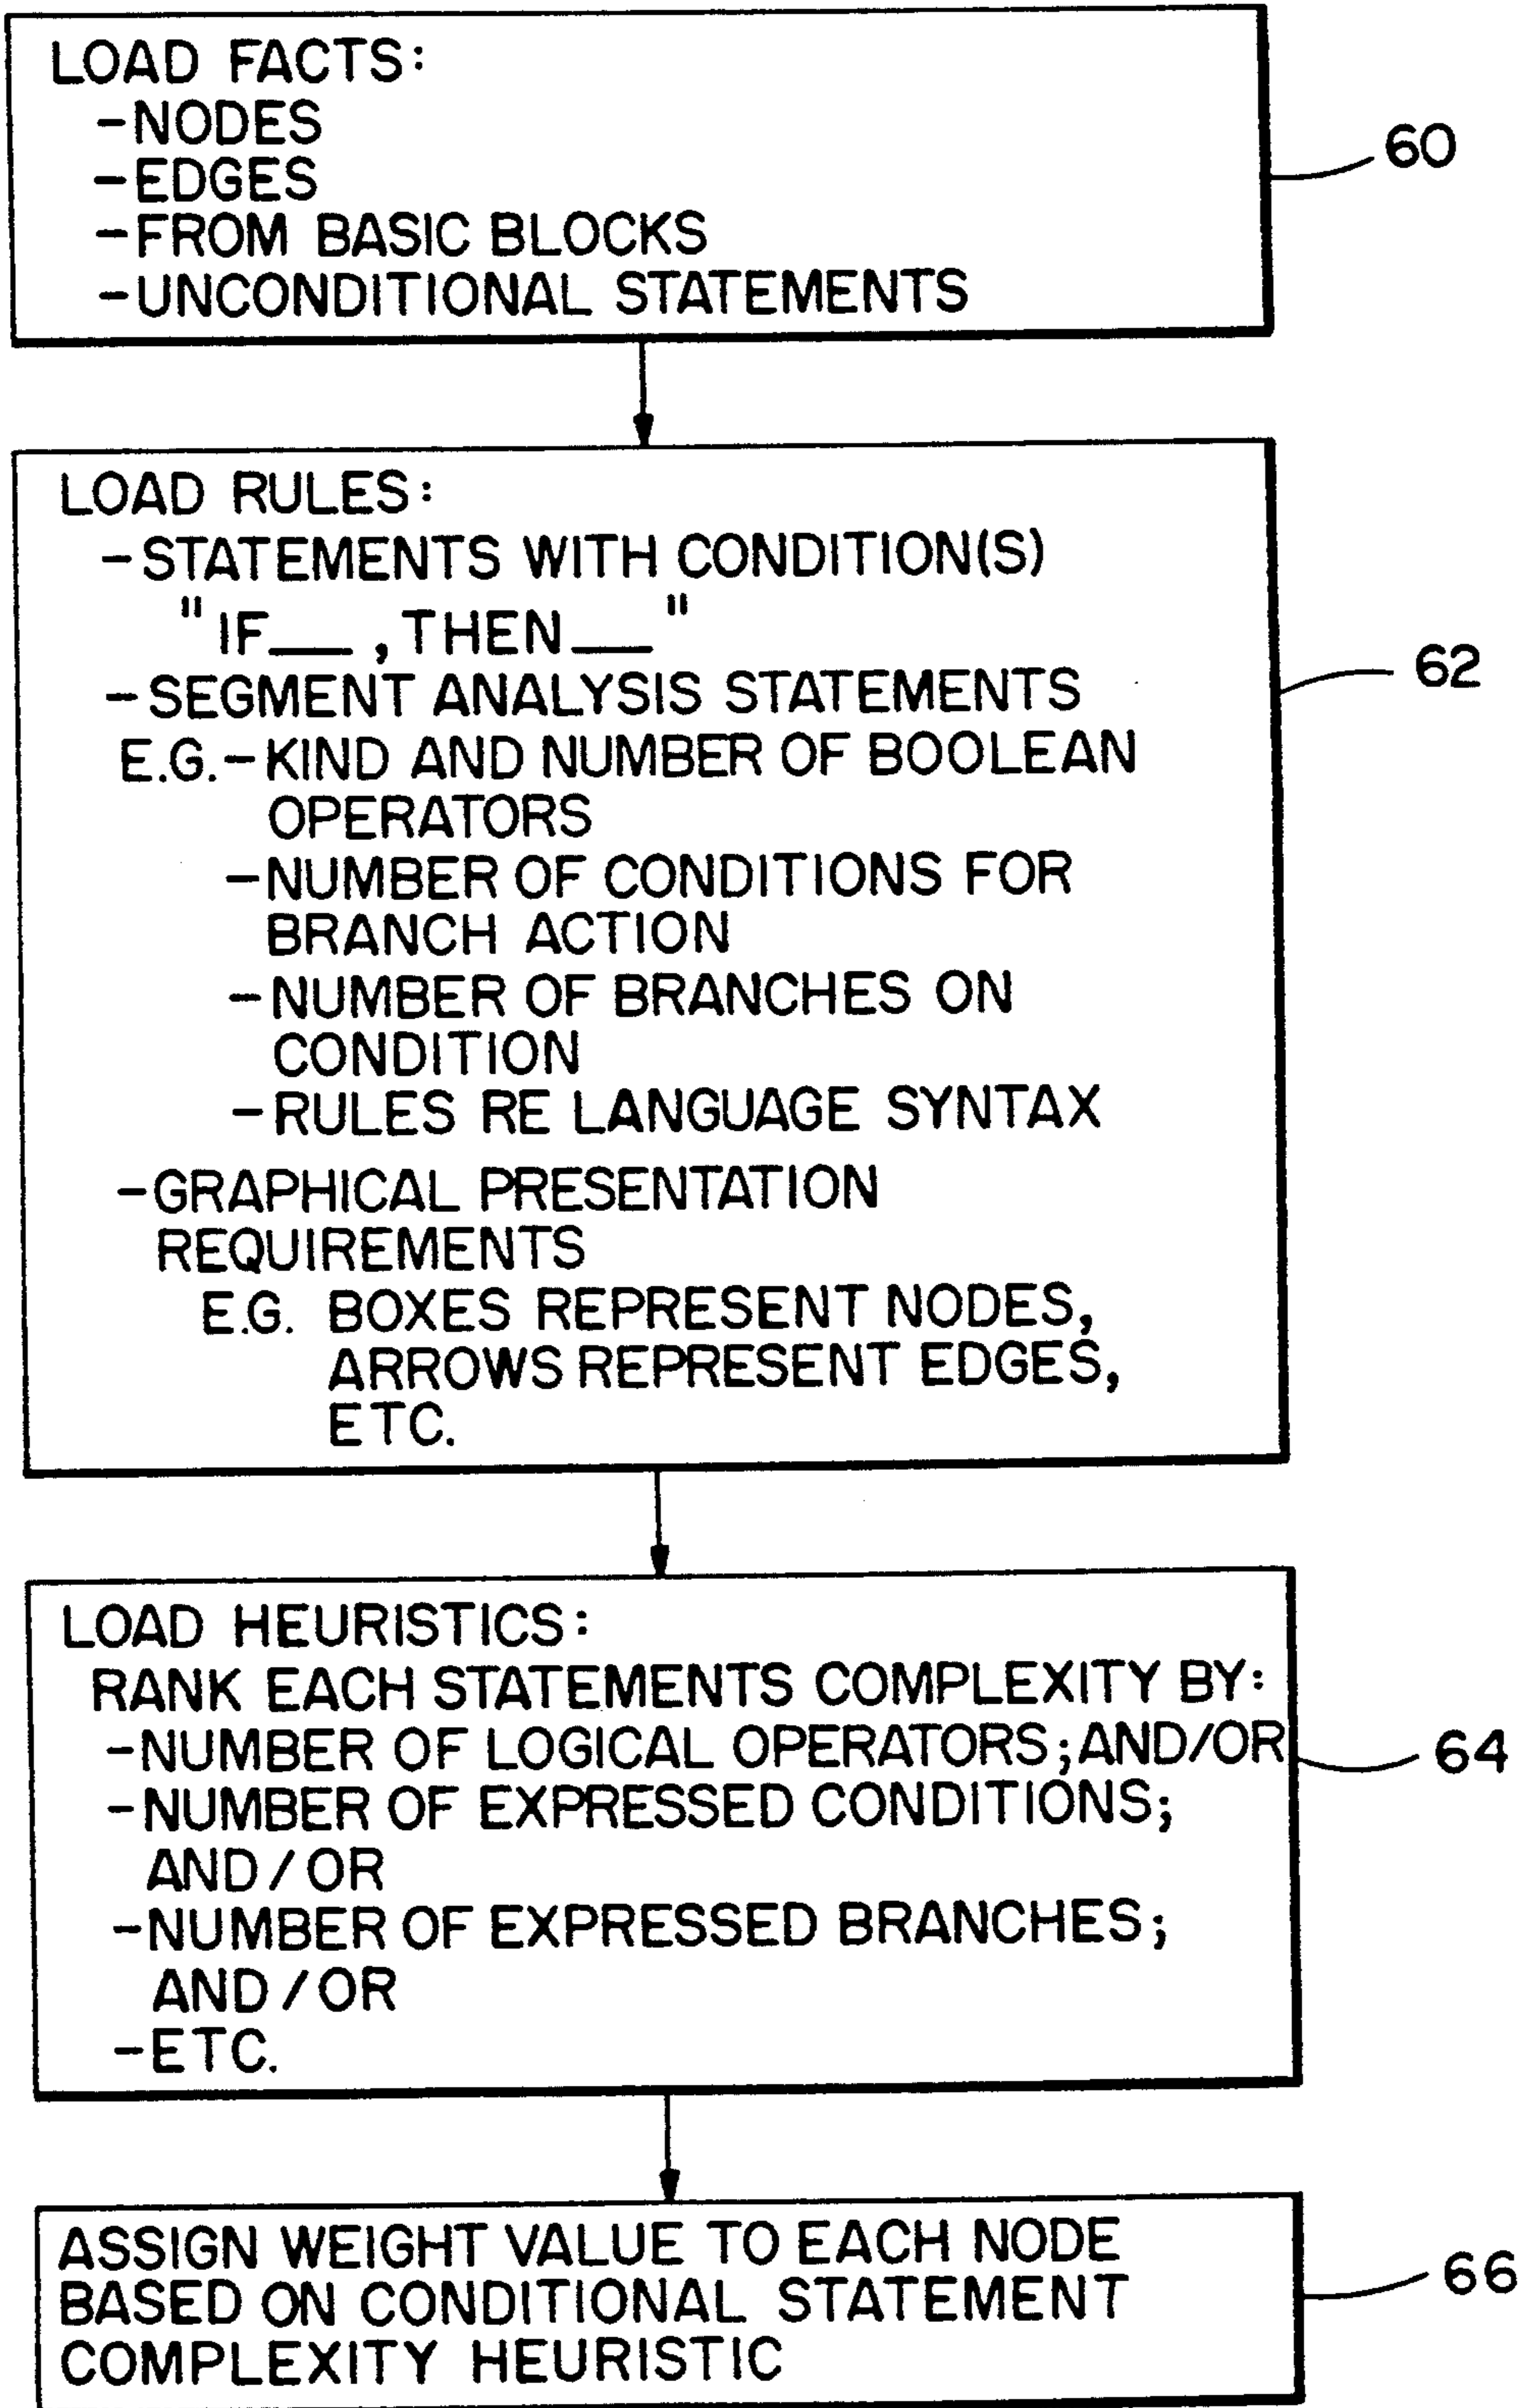 LOAD FACTS:
-NODES
-EDGES
-FROM BASIC BLOCKS
-UNCONDITIONAL STATEMENTS
60
LOAD RULES:
-STATEMENTS WITH CONDITION(S)
"IF__, THEN__"
-SEGMENT ANALYSIS STATEMENTS
62
E.G.-KIND AND NUMBER OF BOOLEAN
OPERATORS
-NUMBER OF CONDITIONS FOR
BRANCH ACTION
-NUMBER OF BRANCHES ON
CONDITION
-RULES RE LANGUAGE SYNTAX
-GRAPHICAL PRESENTATION
REQUIREMENTS
E.G. BOXES REPRESENT NODES,
ARROWS REPRESENT EDGES,
ETC.
LOAD HEURISTICS:
RANK EACH STATEMENTS COMPLEXITY BY:
-NUMBER OF LOGICAL OPERATORS; AND/OR
64
-NUMBER OF EXPRESSED CONDITIONS;
AND/OR
-NUMBER OF EXPRESSED BRANCHES;
AND/OR
-ETC.
ASSIGN WEIGHT VALUE TO EACH NODE
BASED ON CONDITIONAL STATEMENT
COMPLEXITY HEURISTIC
66